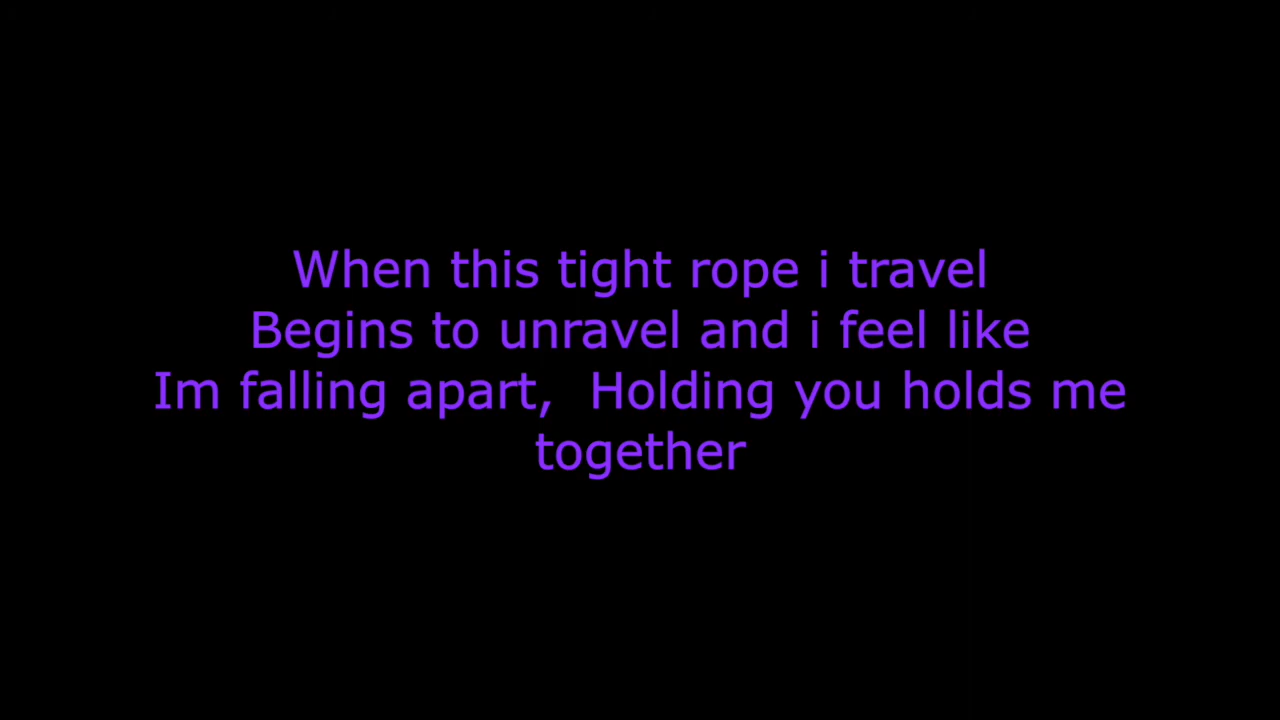 When this tight rope i travel
Begins to unravel and i feel like
Im falling apart,  Holding you holds me
together